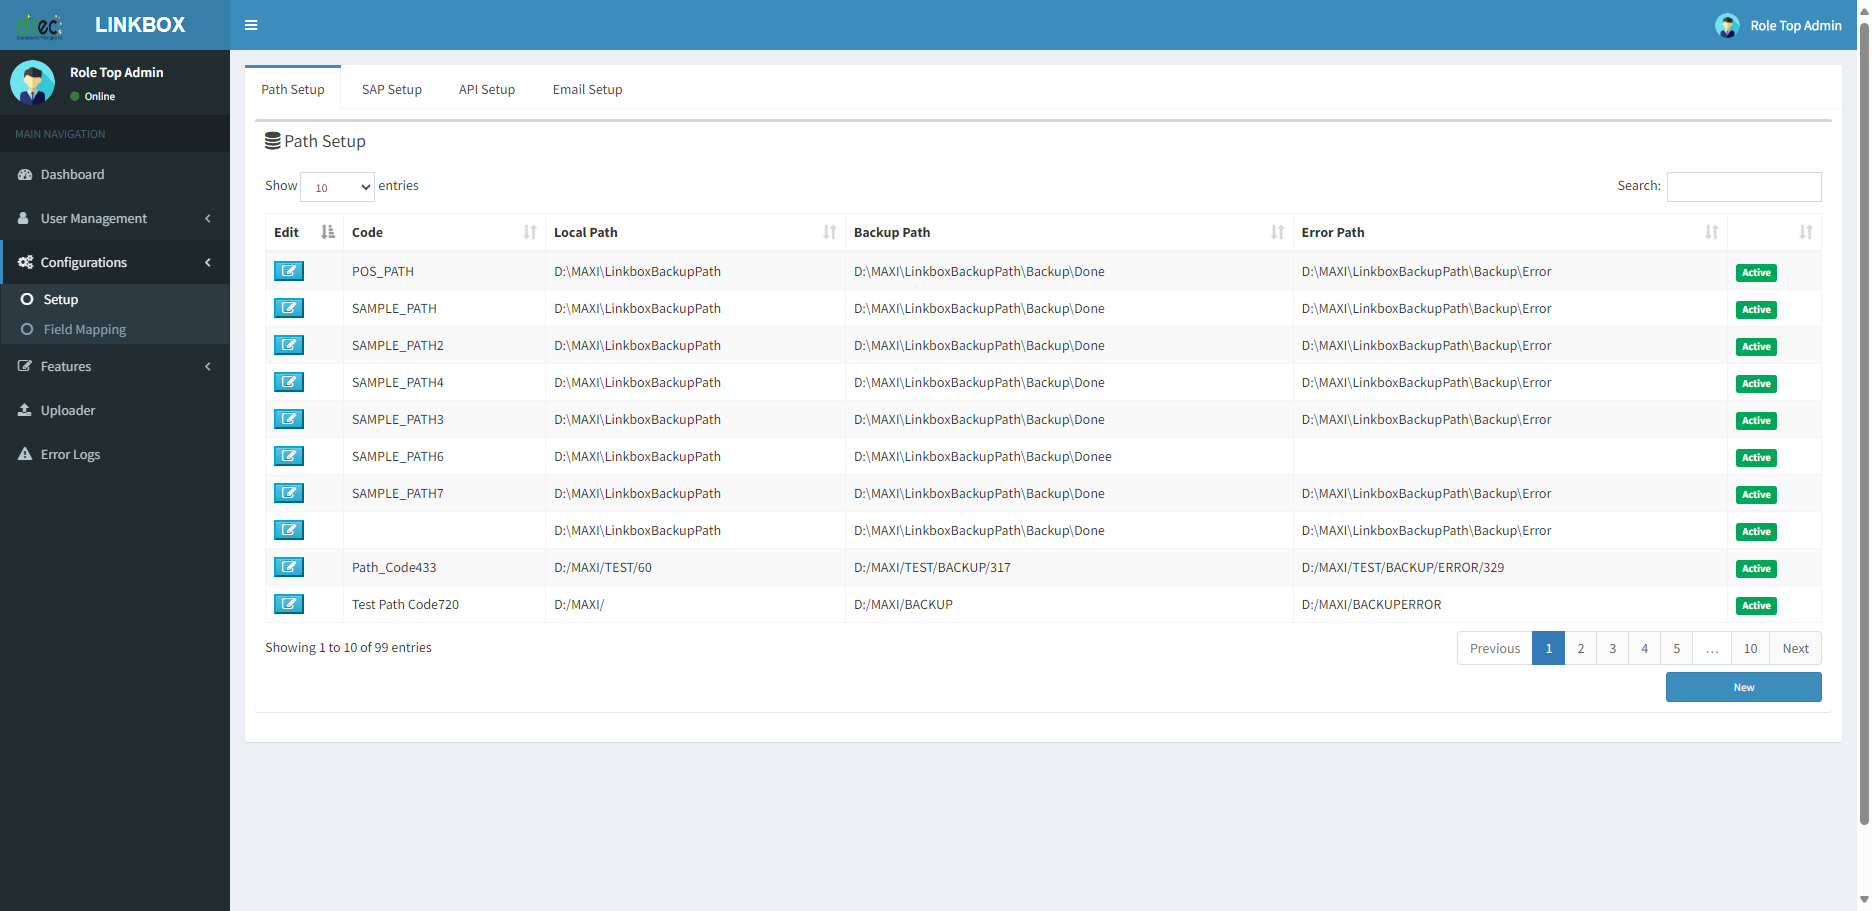 LINKBOX
Role Top Admin
Role Top Admin
Online
MAIN NAVIGATION
Dashboard
User Management
Configurations
Setup
Field Mapping
Features
Uploader
Error Logs
Path Setup SAP Setup API Setup Email Setup
Path Setup
Show 10 entries Search:
Edit Code Local Path Backup Path Error Path
POS_PATH D:\MAXI\LinkboxBackupPath D:\MAXI\LinkboxBackupPath\Backup\Done D:\MAXI\LinkboxBackupPath\Backup\Error Active
SAMPLE_PATH D:\MAXI\LinkboxBackupPath D:\MAXI\LinkboxBackupPath\Backup\Done D:\MAXI\LinkboxBackupPath\Backup\Error Active
SAMPLE_PATH2 D:\MAXI\LinkboxBackupPath D:\MAXI\LinkboxBackupPath\Backup\Done D:\MAXI\LinkboxBackupPath\Backup\Error Active
SAMPLE_PATH4 D:\MAXI\LinkboxBackupPath D:\MAXI\LinkboxBackupPath\Backup\Done D:\MAXI\LinkboxBackupPath\Backup\Error Active
SAMPLE_PATH3 D:\MAXI\LinkboxBackupPath D:\MAXI\LinkboxBackupPath\Backup\Done D:\MAXI\LinkboxBackupPath\Backup\Error Active
SAMPLE_PATH6 D:\MAXI\LinkboxBackupPath D:\MAXI\LinkboxBackupPath\Backup\Donee Active
SAMPLE_PATH7 D:\MAXI\LinkboxBackupPath D:\MAXI\LinkboxBackupPath\Backup\Done D:\MAXI\LinkboxBackupPath\Backup\Error Active
D:\MAXI\LinkboxBackupPath D:\MAXI\LinkboxBackupPath\Backup\Done D:\MAXI\LinkboxBackupPath\Backup\Error Active
Path_Code433 D:/MAXI/TEST/60 D:/MAXI/TEST/BACKUP/317 D:/MAXI/TEST/BACKUP/ERROR/329 Active
Test Path Code720 D:/MAXI/ D:/MAXI/BACKUP D:/MAXI/BACKUPERROR Active
Showing 1 to 10 of 99 entries Previous 1 2 3 4 5 … 10 Next
New